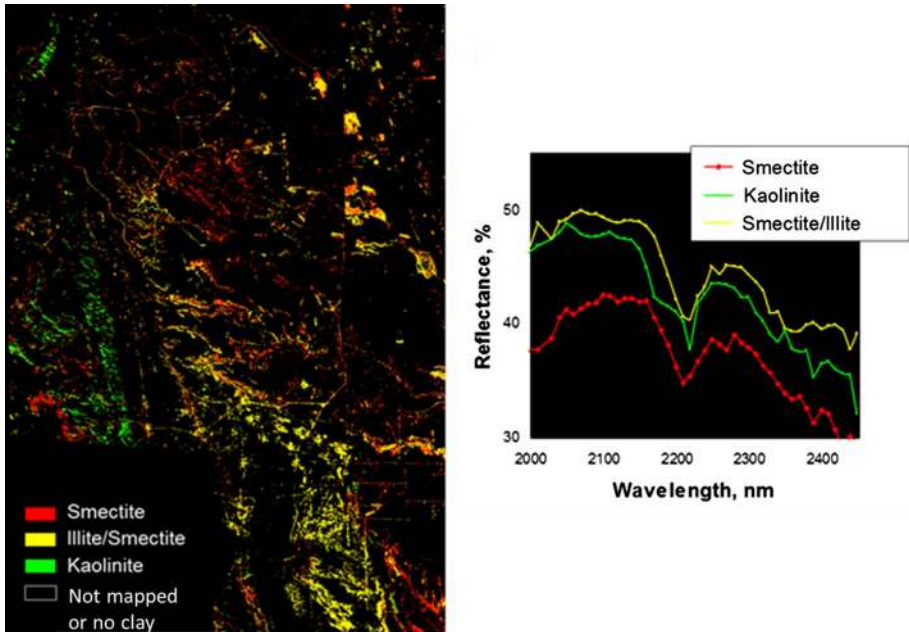 Smectite
Illite/Smectite
Kaolinite
Not mapped
or no clay
Smectite
Kaolinite
Smectite/Illite
Reflectance, %
50
40
30
2000
2100
2200
2300
2400
Wavelength, nm